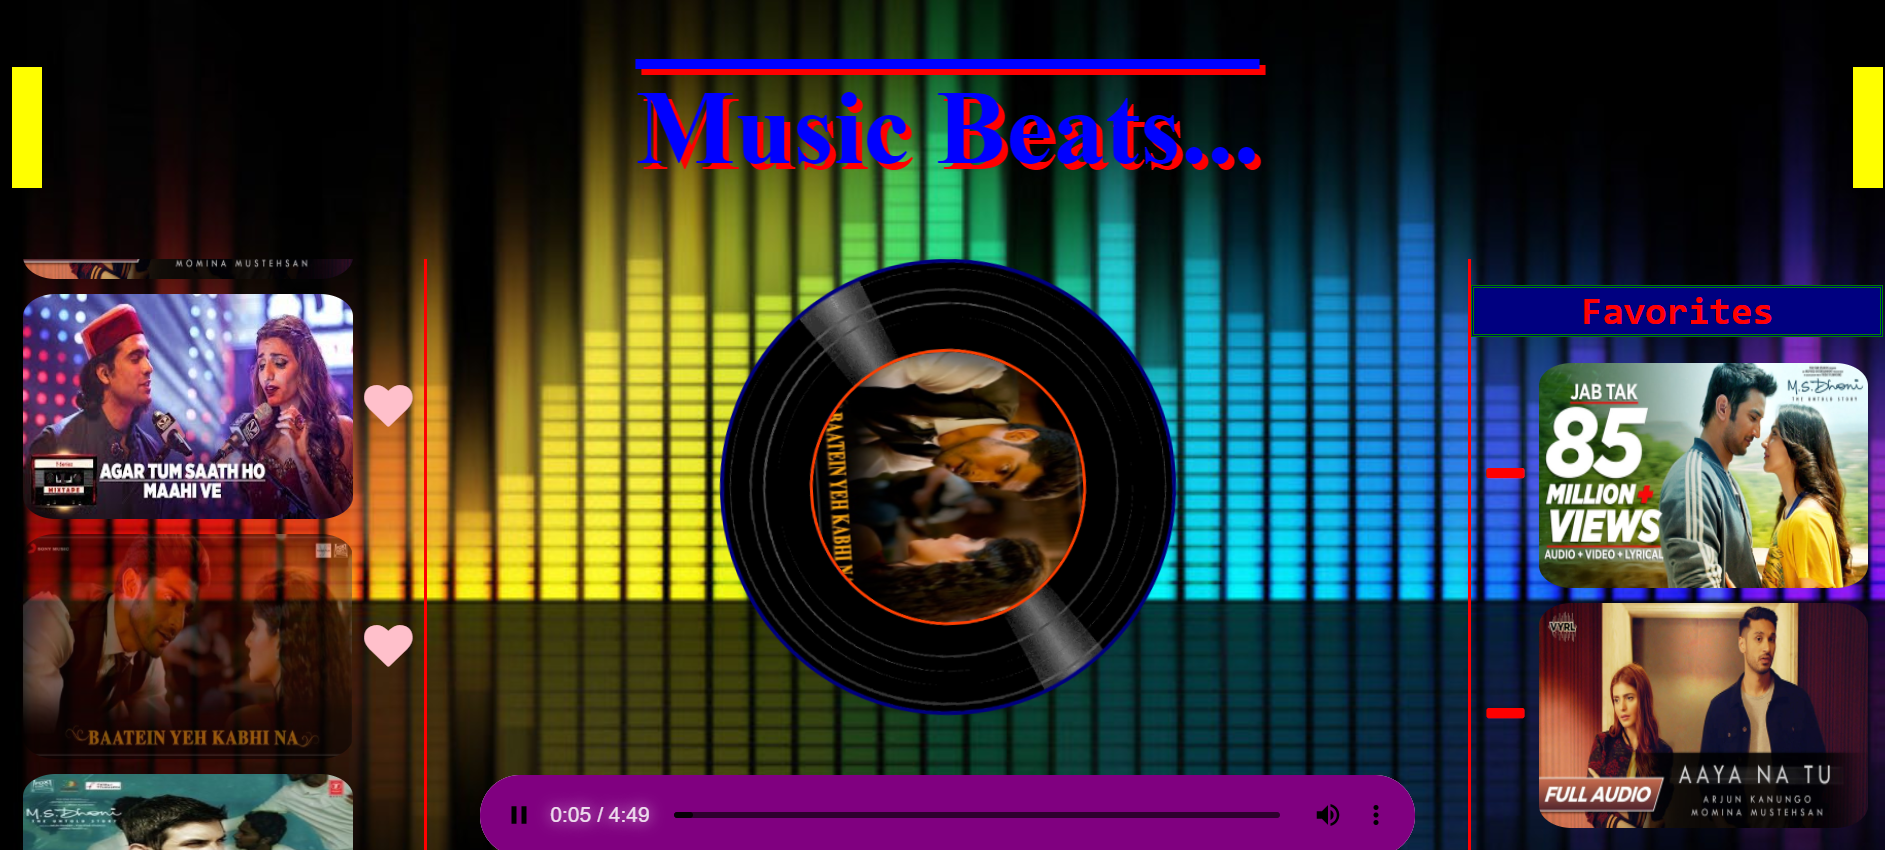 Music Beats...
MOMINA MUSTEHSAN
T-Series
MIXTAPE
AGAR TUM SAATH HO
MAAHI VE
SONY MUSIC
BAATEIN YEH KABHI NA
M.S.Dhoni
THE UNTOLD STORY
BAATEIN YEH KABHI N
0:05 / 4:49
Favorites
JAB TAK
M.S.Dhoni
THE UNTOLD STORY
85
MILLION+
VIEWS
AUDIO + VIDEO + LYRICAL
VYRL
AAYA NA TU
FULL AUDIO
ARJUN KANUNGO
MOMINA MUSTEHSAN